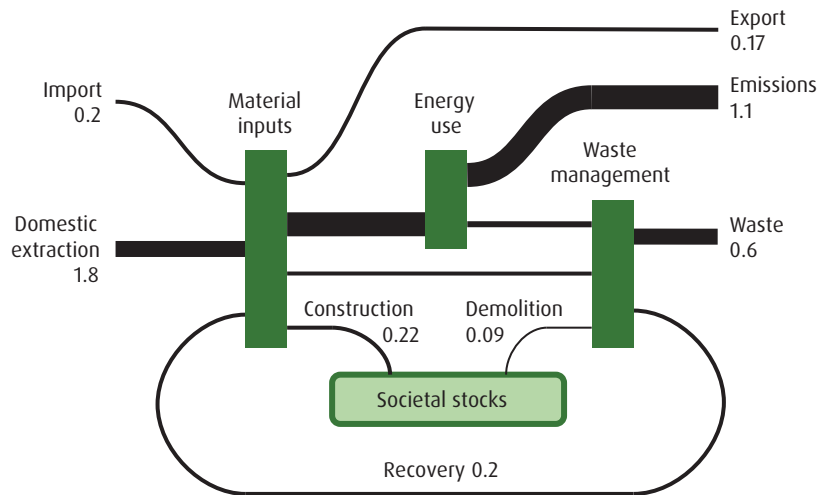 Export
0.17
Import
0.2
Material
inputs
Energy
use
Emissions
1.1
Waste
management
Domestic
extraction
1.8
Waste
0.6
Construction
0.22
Demolition
0.09
Societal stocks
Recovery 0.2